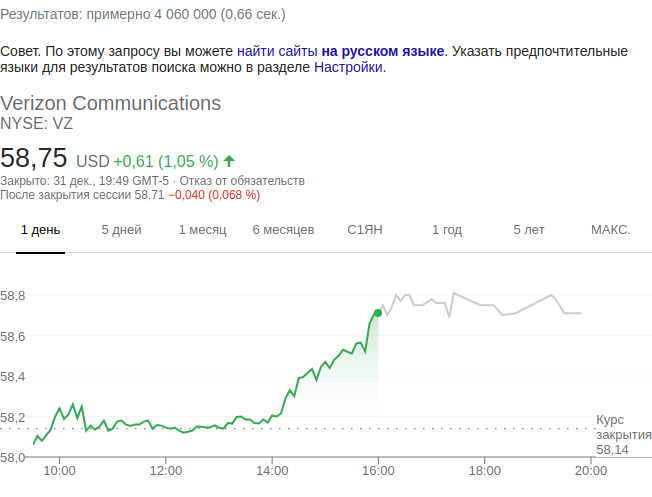 Результатов: примерно 4 060 000 (0,66 сек.)
Совет. По этому запросу вы можете найти сайты на русском языке. Указать предпочтительные
языки для результатов поиска можно в разделе Настройки.
Verizon Communications
NYSE: VZ
58,75 USD +0,61 (1,05 %) ↑
Закрыто: 31 дек., 19:49 GMT-5 · Отказ от обязательств
После закрытия сессии 58,71 −0,040 (0,068 %)
1 день 5 дней 1 месяц 6 месяцев С1ЯН 1 год 5 лет МАКС.
58,8
58,6
58,4
58,2
58,0
Курс
закрытия
58,14
10:00 12:00 14:00 16:00 18:00 20:00